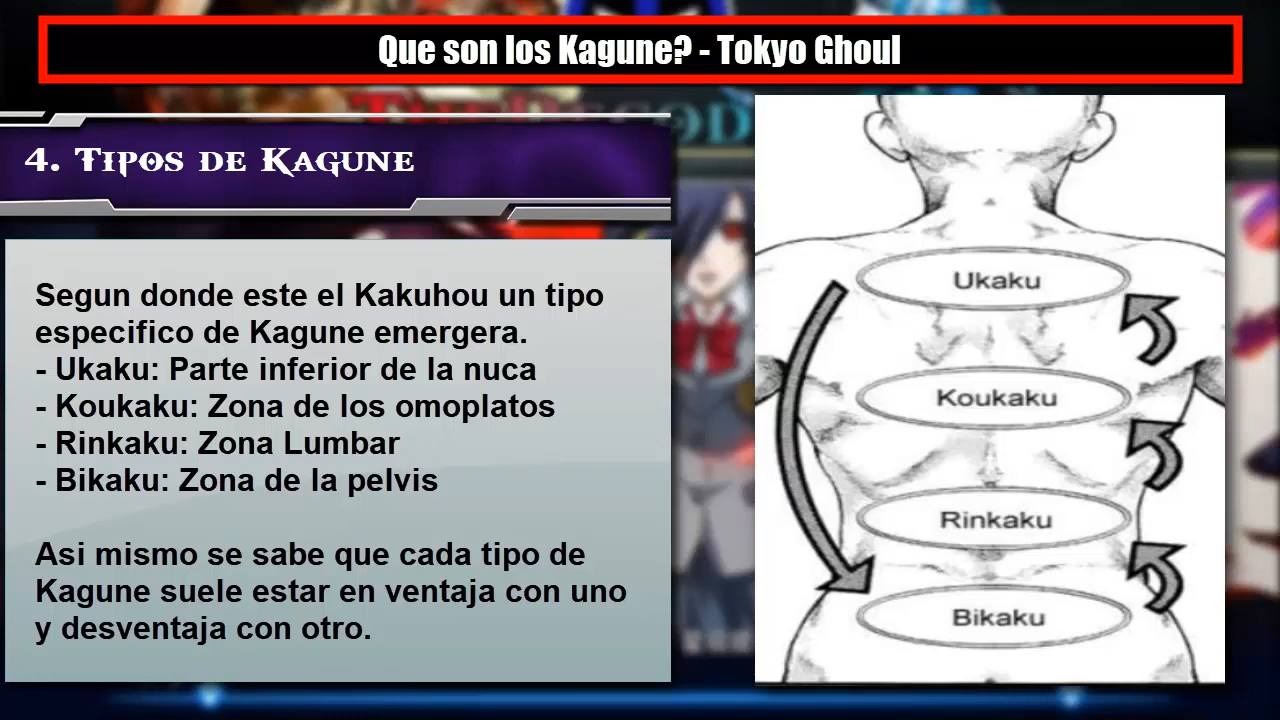 Que son los Kagune? - Tokyo Ghoul
4. Tipos de Kagune
Segun donde este el Kakuhou un tipo
especifico de Kagune emergera.
- Ukaku: Parte inferior de la nuca
- Koukaku: Zona de los omoplatos
- Rinkaku: Zona Lumbar
- Bikaku: Zona de la pelvis
Asi mismo se sabe que cada tipo de
Kagune suele estar en ventaja con uno
y desventaja con otro.
Ukaku
Koukaku
Rinkaku
Bikaku